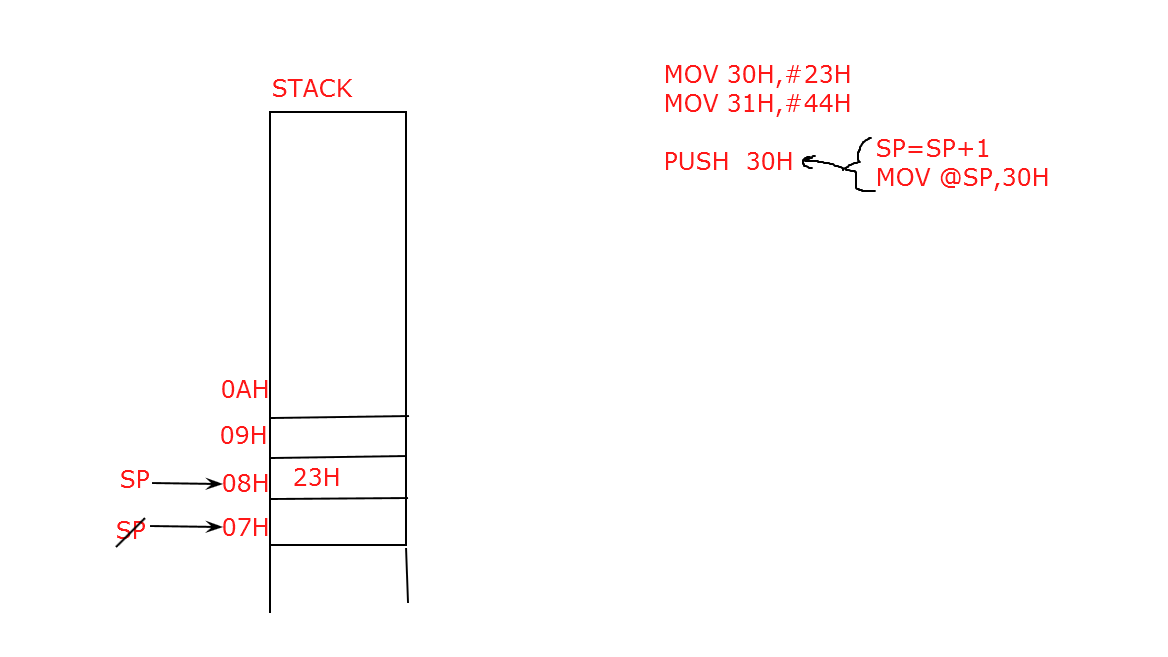 STACK
0AH
09H
SP
08H
23H
SP
07H
MOV 30H,#23H
MOV 31H,#44H
PUSH 30H
SP=SP+1
MOV @SP,30H